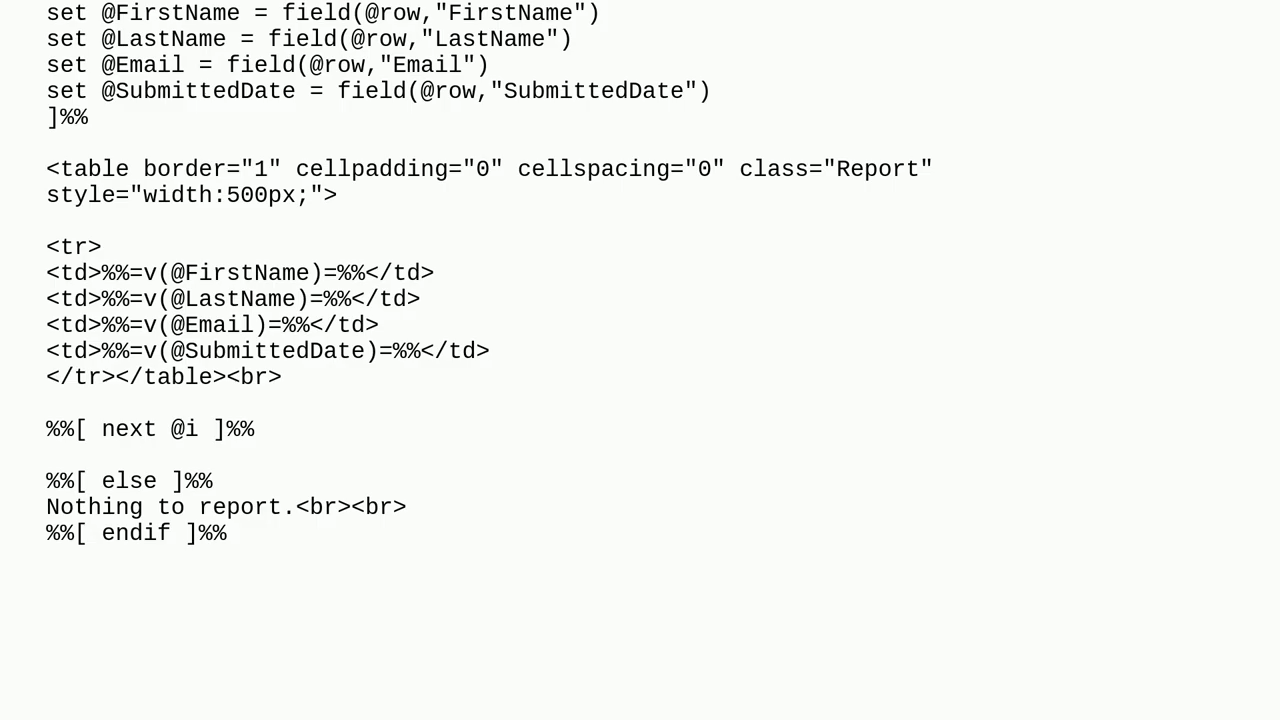 set @FirstName = field(@row,"FirstName")
set @LastName = field(@row,"LastName")
set @Email = field(@row,"Email")
set @SubmittedDate = field(@row,"SubmittedDate")
]%%
<table border="1" cellpadding="0" cellspacing="0" class="Report"
style="width:500px;">
<tr>
<td>%%=v(@FirstName)=%%</td>
<td>%%=v(@LastName)=%%</td>
<td>%%=v(@Email)=%%</td>
<td>%%=v(@SubmittedDate)=%%</td>
</tr></table><br>
%%[ next @i ]%%
%%[ else ]%%
Nothing to report.<br><br>
%%[ endif ]%%